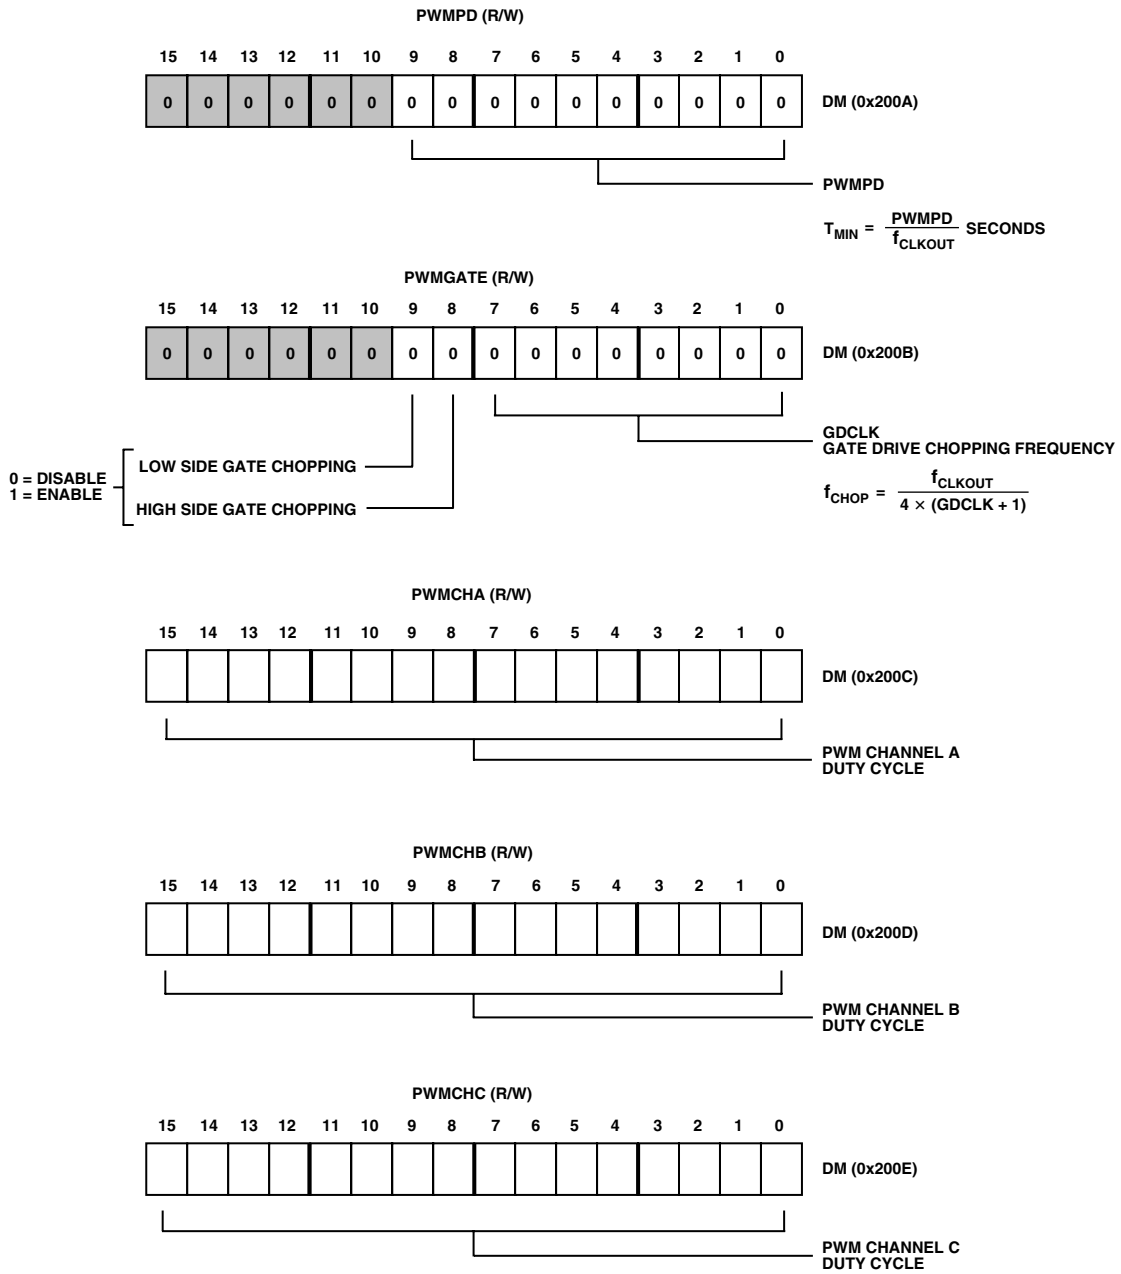 PWMPD (R/W)
15 14 13 12 11 10 9 8 7 6 5 4 3 2 1 0
0 0 0 0 0 0 0 0 0 0 0 0 0 0 0 0 DM (0x200A)
PWMPD
T_MIN = PWMPD / f_CLKOUT SECONDS
PWMGATE (R/W)
15 14 13 12 11 10 9 8 7 6 5 4 3 2 1 0
0 0 0 0 0 0 0 0 0 0 0 0 0 0 0 0 DM (0x200B)
GDCLK
GATE DRIVE CHOPPING FREQUENCY
f_CHOP = f_CLKOUT / 4 × (GDCLK + 1)
0 = DISABLE
1 = ENABLE
LOW SIDE GATE CHOPPING
HIGH SIDE GATE CHOPPING
PWMCHA (R/W)
15 14 13 12 11 10 9 8 7 6 5 4 3 2 1 0
DM (0x200C)
PWM CHANNEL A
DUTY CYCLE
PWMCHB (R/W)
15 14 13 12 11 10 9 8 7 6 5 4 3 2 1 0
DM (0x200D)
PWM CHANNEL B
DUTY CYCLE
PWMCHC (R/W)
15 14 13 12 11 10 9 8 7 6 5 4 3 2 1 0
DM (0x200E)
PWM CHANNEL C
DUTY CYCLE